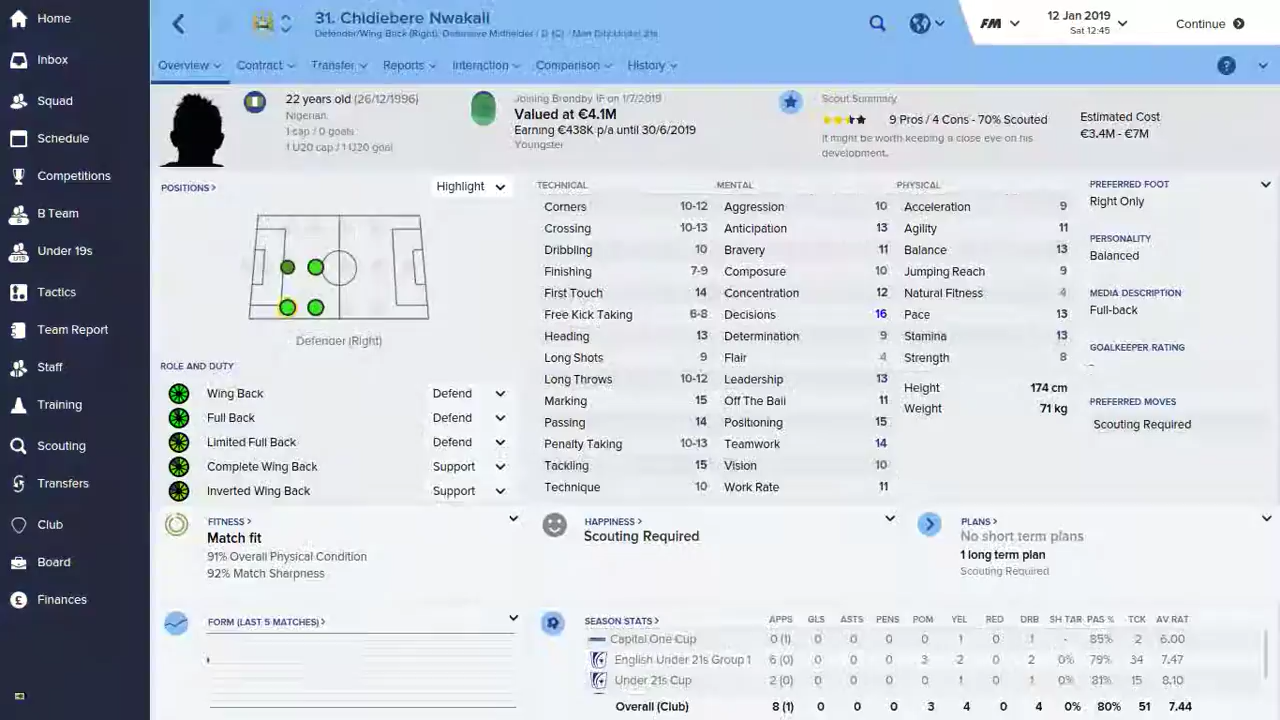 Home
Inbox
Squad
Schedule
Competitions
B Team
Under 19s
Tactics
Team Report
Staff
Training
Scouting
Transfers
Club
Board
Finances
31. Chidiebere Nwakali
Defender/Wing Back (Right), Defensive Midfielder / D (C) - Man
FM
12 Jan 2019
Sat 12:45
Continue
Overview
Contract
Transfer
Reports
Interaction
Comparison
History
22 years old (26/12/1996)
Nigerian
1 cap / 0 goals
1 U20 cap / 1 U20 goal
Joining Brøndby IF on 1/7/2019
Valued at €4.1M
Earning €438K p/a until 30/6/2019
Youngster
Scout Summary
9 Pros / 4 Cons - 70% Scouted
It might be worth keeping a close eye on his
development.
Estimated Cost
€3.4M - €7M
POSITIONS >
Highlight
Defender (Right)
ROLE AND DUTY
Wing Back Defend
Full Back Defend
Limited Full Back Defend
Complete Wing Back Support
Inverted Wing Back Support
TECHNICAL
Corners 10-12
Crossing 10-13
Dribbling 10
Finishing 7-9
First Touch 14
Free Kick Taking 6-8
Heading 13
Long Shots 9
Long Throws 10-12
Marking 15
Passing 14
Penalty Taking 10-13
Tackling 15
Technique 10
MENTAL
Aggression 10
Anticipation 13
Bravery 11
Composure 10
Concentration 12
Decisions 16
Determination 9
Flair 4
Leadership 13
Off The Ball 11
Positioning 15
Teamwork 14
Vision 10
Work Rate 11
PHYSICAL
Acceleration 9
Agility 11
Balance 13
Jumping Reach 9
Natural Fitness 4
Pace 13
Stamina 13
Strength 8
Height 174 cm
Weight 71 kg
PREFERRED FOOT
Right Only
PERSONALITY
Balanced
MEDIA DESCRIPTION
Full-back
GOALKEEPER RATING
-
PREFERRED MOVES
Scouting Required
FITNESS >
Match fit
91% Overall Physical Condition
92% Match Sharpness
HAPPINESS >
Scouting Required
PLANS >
No short term plans
1 long term plan
Scouting Required
FORM (LAST 5 MATCHES) >
SEASON STATS > APPS GLS ASTS PENS POM YEL RED DRB SH TAR PAS % TCK AV RAT
Capital One Cup 0 (1) 0 0 0 0 1 0 1 - 85% 2 6.00
English Under 21s Group 1 6 (0) 0 0 0 3 2 0 2 0% 79% 34 7.47
Under 21s Cup 2 (0) 0 0 0 0 1 0 1 0% 81% 15 8.10
Overall (Club) 8 (1) 0 0 0 3 4 0 4 0% 80% 51 7.44